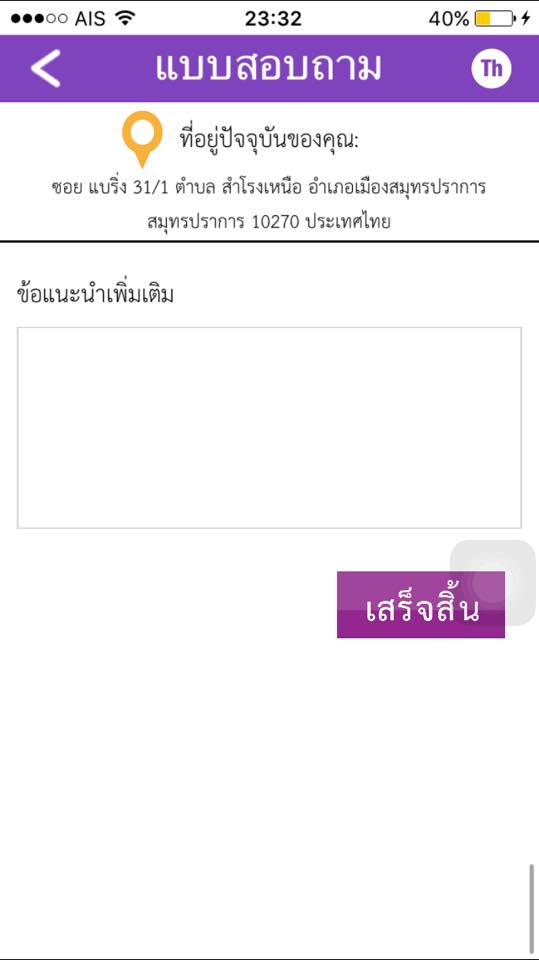 AIS 23:32 40%
แบบสอบถาม Th
ที่อยู่ปัจจุบันของคุณ:
ซอย แบริ่ง 31/1 ตำบล สำโรงเหนือ อำเภอเมืองสมุทรปราการ
สมุทรปราการ 10270 ประเทศไทย
ข้อแนะนำเพิ่มเติม
เสร็จสิ้น